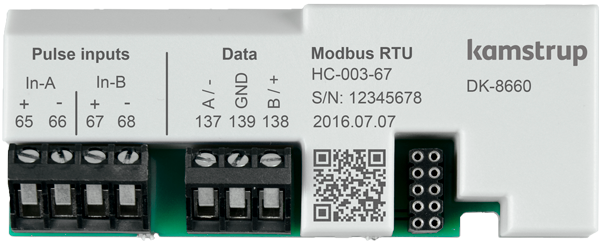 Pulse inputs
In-A In-B
+ - + -
65 66 67 68
Data
A / - GND B / +
137 139 138
Modbus RTU
HC-003-67
S/N: 12345678
2016.07.07
kamstrup
DK-8660